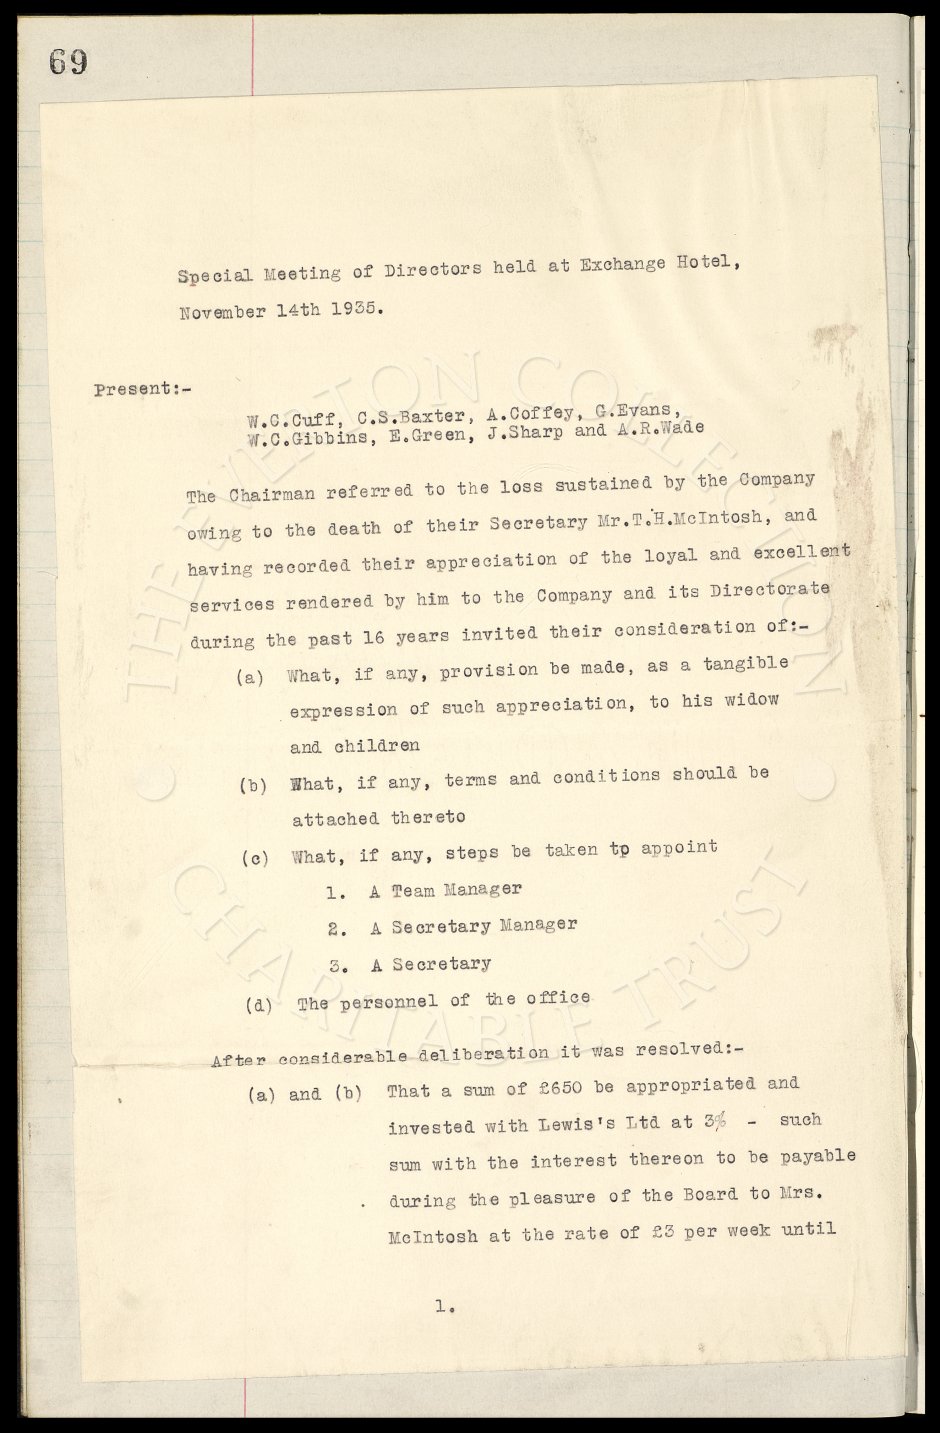 69
Special Meeting of Directors held at Exchange Hotel,
November 14th 1935.
Present:-
W.C.Cuff, C.S.Baxter, A.Coffey, G.Evans,
W.C.Gibbins, E.Green, J.Sharp and A.R.Wade
The Chairman referred to the loss sustained by the Company
owing to the death of their Secretary Mr.T.H.McIntosh, and
having recorded their appreciation of the loyal and excellent
services rendered by him to the Company and its Directorate
during the past 16 years invited their consideration of:-
(a) What, if any, provision be made, as a tangible
expression of such appreciation, to his widow
and children
(b) What, if any, terms and conditions should be
attached thereto
(c) What, if any, steps be taken tp appoint
1. A Team Manager
2. A Secretary Manager
3. A Secretary
(d) The personnel of the office
After considerable deliberation it was resolved:-
(a) and (b) That a sum of £650 be appropriated and
invested with Lewis's Ltd at 3% - such
sum with the interest thereon to be payable
during the pleasure of the Board to Mrs.
McIntosh at the rate of £3 per week until
1.
THE EVERTON COLLECTION
CHARITABLE TRUST